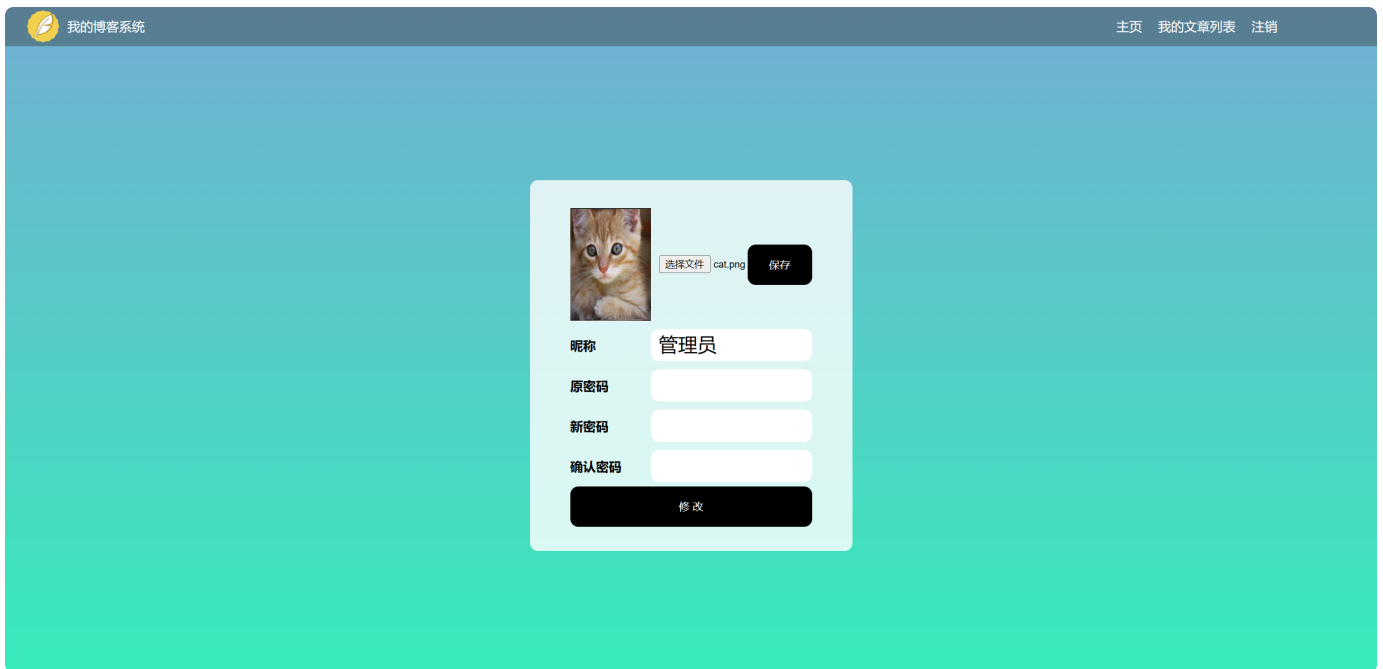 我的博客系统 主页 我的文章列表 注销
选择文件 cat.png 保存
昵称 管理员
原密码
新密码
确认密码
修 改